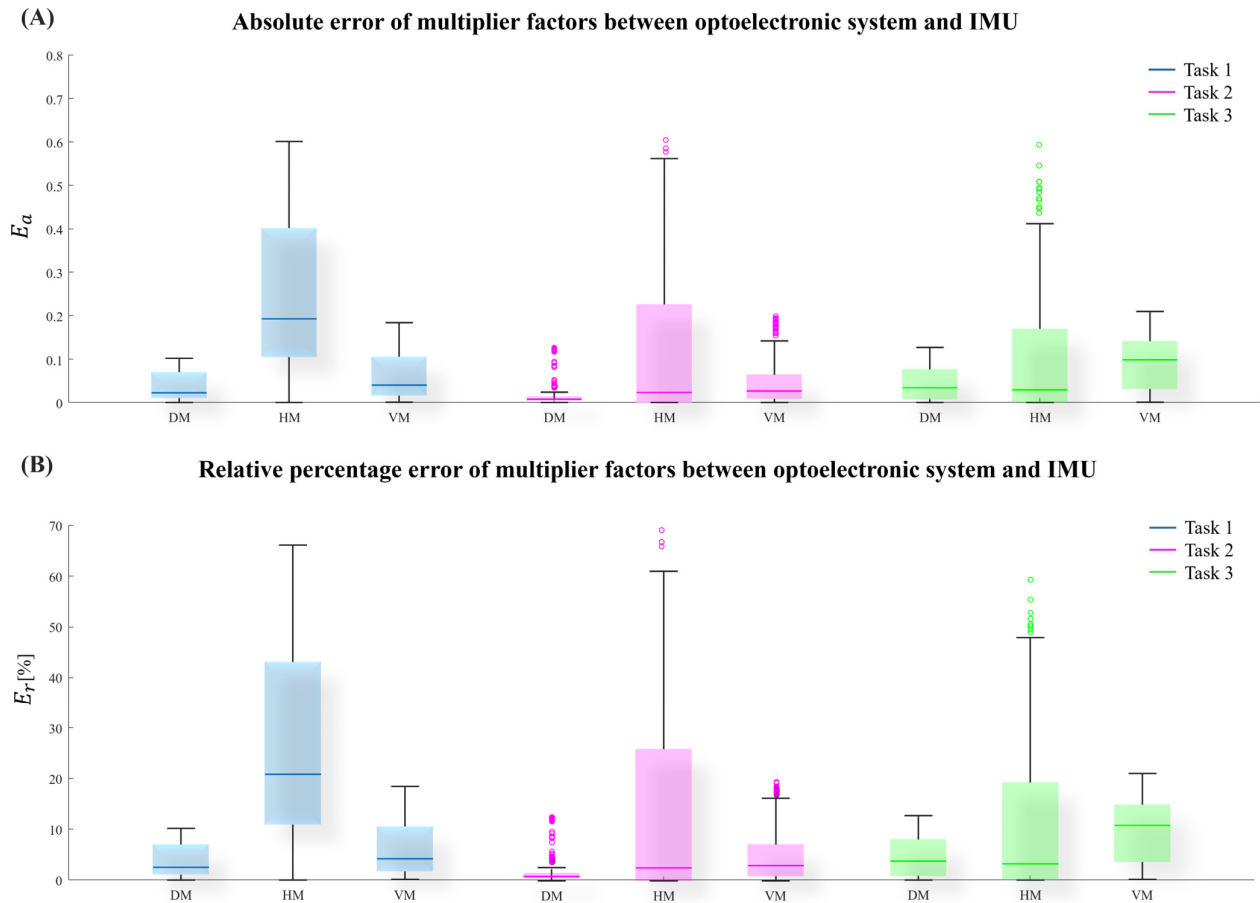 (A)
Absolute error of multiplier factors between optoelectronic system and IMU
0.8
0.7
0.6
0.5
0.4
0.3
0.2
0.1
0
E_a
Task 1
Task 2
Task 3
DM HM VM DM HM VM DM HM VM
(B)
Relative percentage error of multiplier factors between optoelectronic system and IMU
70
60
50
40
30
20
10
0
E_r[%]
Task 1
Task 2
Task 3
DM HM VM DM HM VM DM HM VM